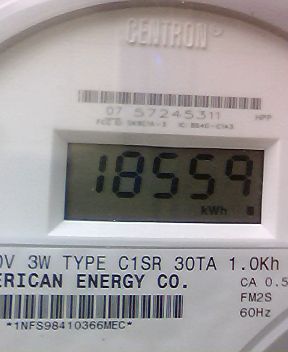 CENTRON®
07 57245311 HPP
18559
kWh
0V 3W TYPE C1SR 30TA 1.0Kh
ERICAN ENERGY CO.
CA 0.5
FM2S
60Hz
*1NFS98410366MEC*